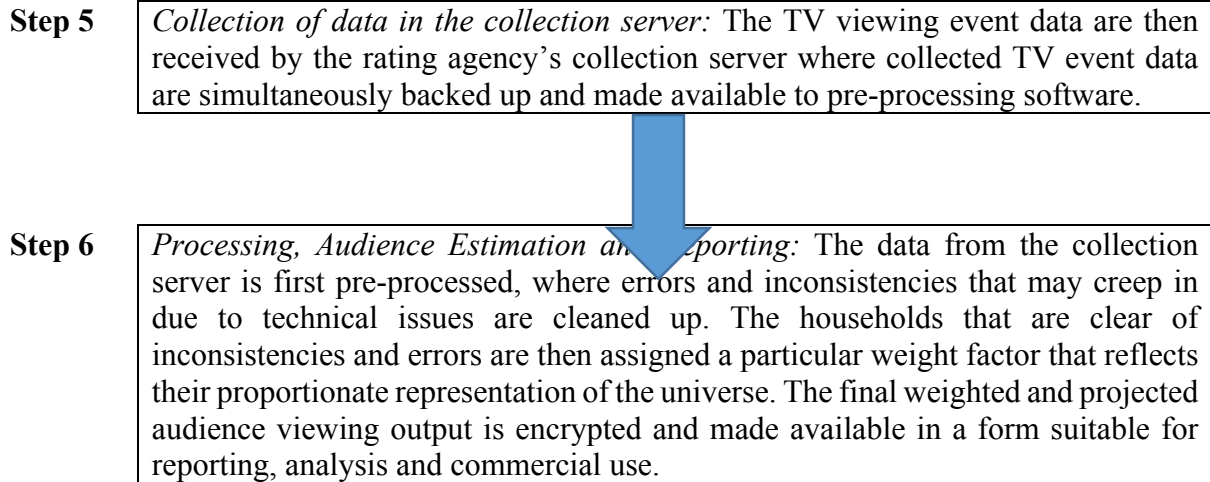 Step 5 Collection of data in the collection server: The TV viewing event data are then
received by the rating agency’s collection server where collected TV event data
are simultaneously backed up and made available to pre-processing software.
Step 6 Processing, Audience Estimation The data from the collection
server is first pre-processed, where errors and inconsistencies that may creep in
due to technical issues are cleaned up. The households that are clear of
inconsistencies and errors are then assigned a particular weight factor that reflects
their proportionate representation of the universe. The final weighted and projected
audience viewing output is encrypted and made available in a form suitable for
reporting, analysis and commercial use.